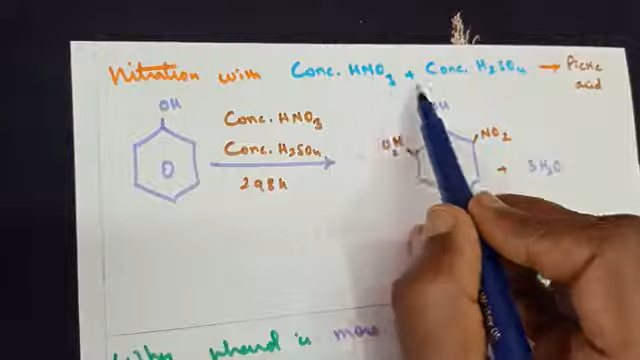 Nitration with Conc. HNO3 + Conc. H2SO4 → Picric acid
OH
Conc. HNO3
Conc. H2SO4
298k
OH
NO2
+ 3H2O
Why phenol is more